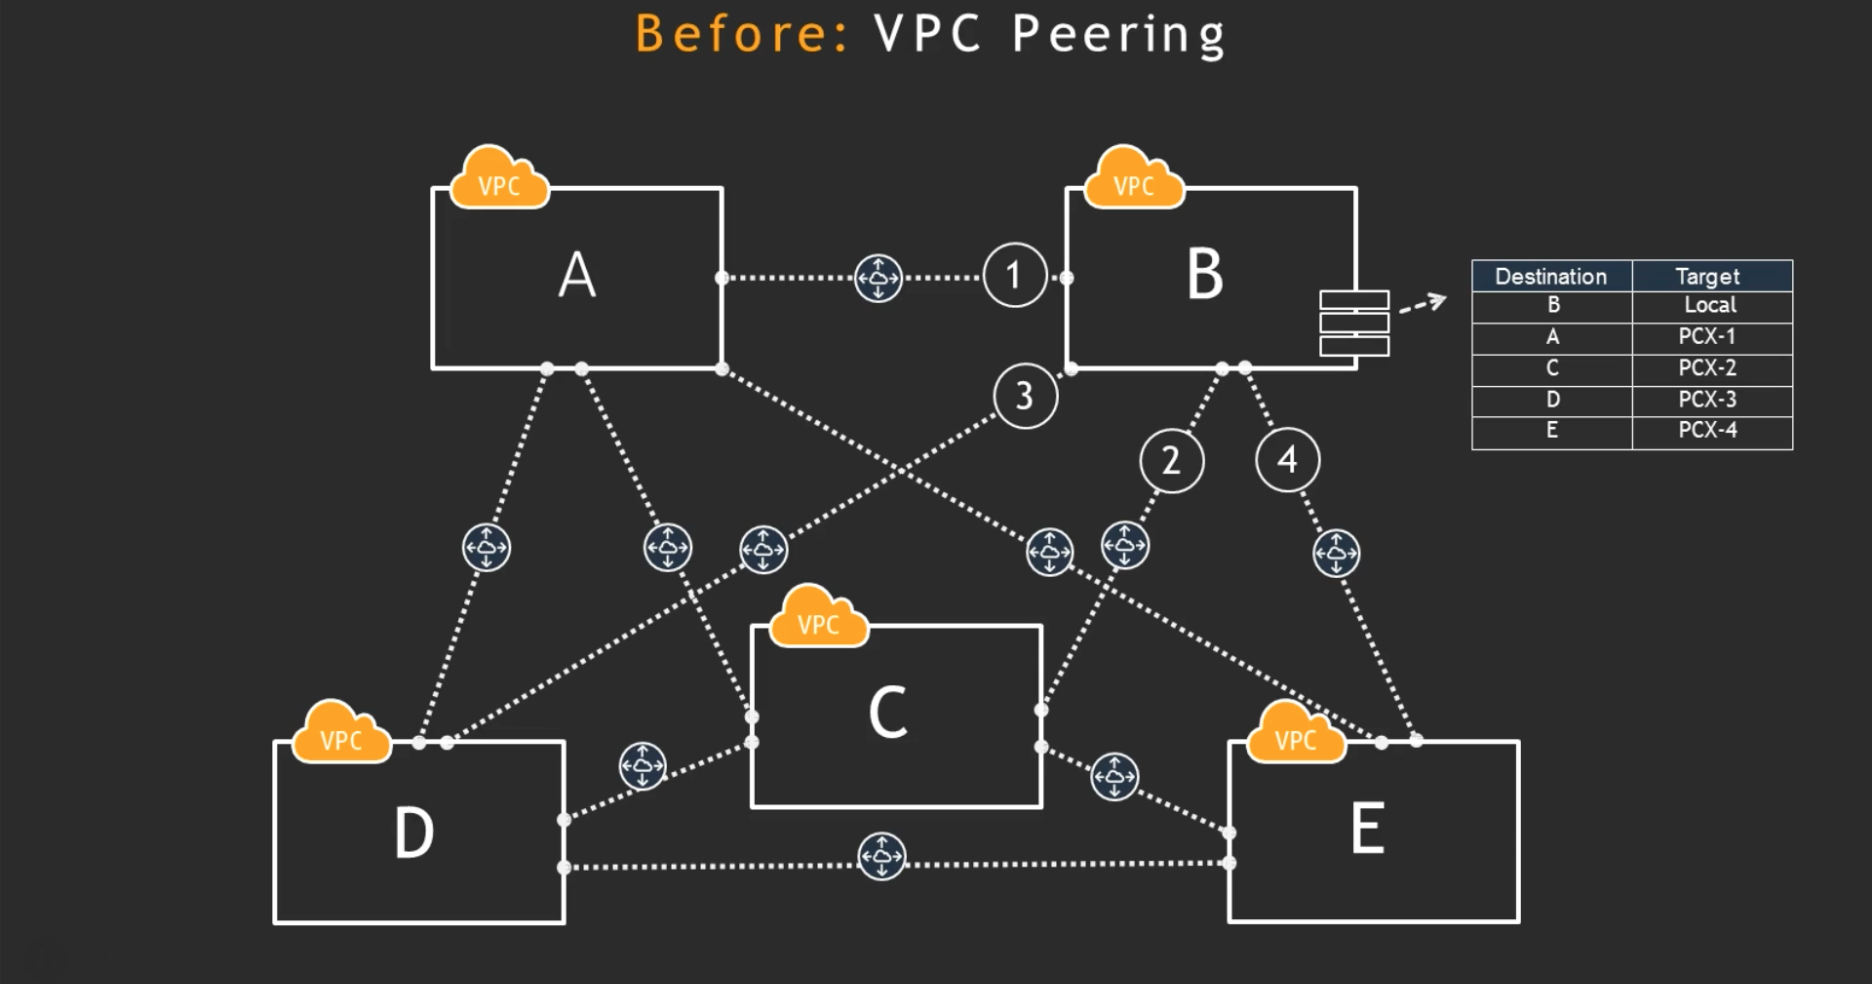 Before: VPC Peering
VPC
A
VPC
B
1
3
2
4
Destination Target
B Local
A PCX-1
C PCX-2
D PCX-3
E PCX-4
VPC
C
VPC
D
VPC
E